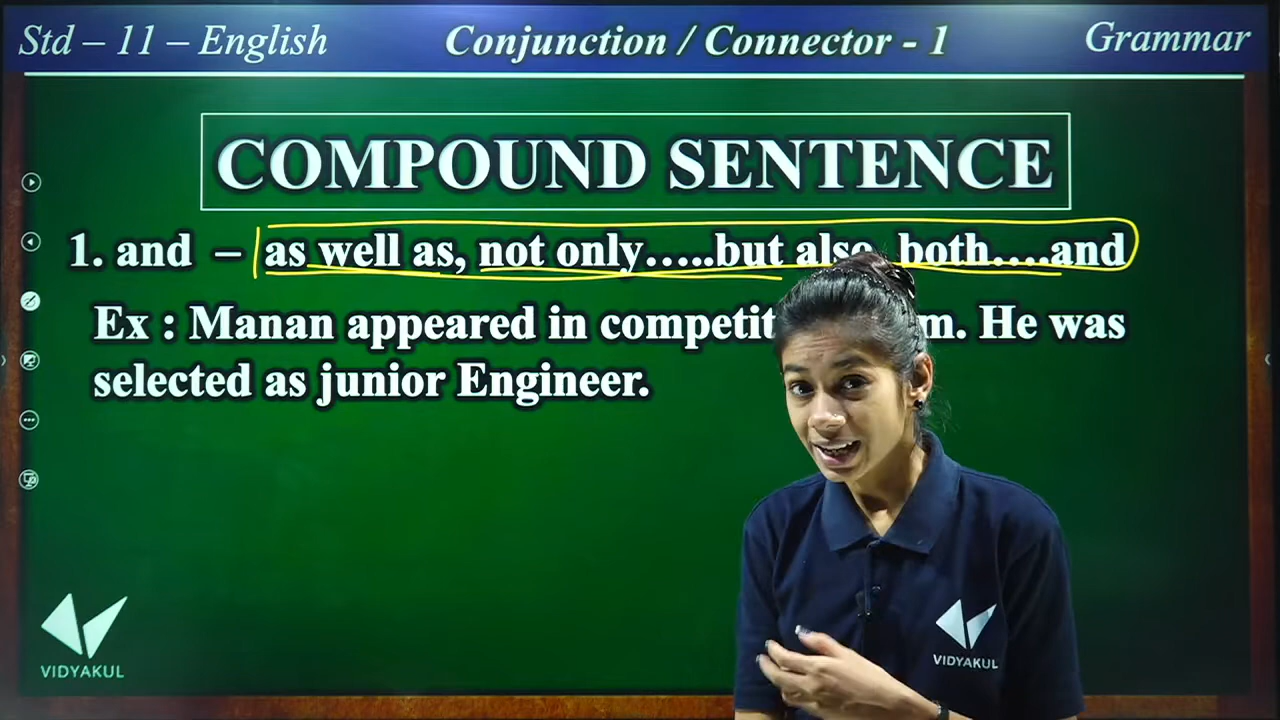 Std – 11 – English
Conjunction / Connector - 1
Grammar
COMPOUND SENTENCE
1. and – as well as, not only.....but also, both....and
Ex : Manan appeared in He was
selected as junior Engineer.
VIDYAKUL
VIDYAKUL